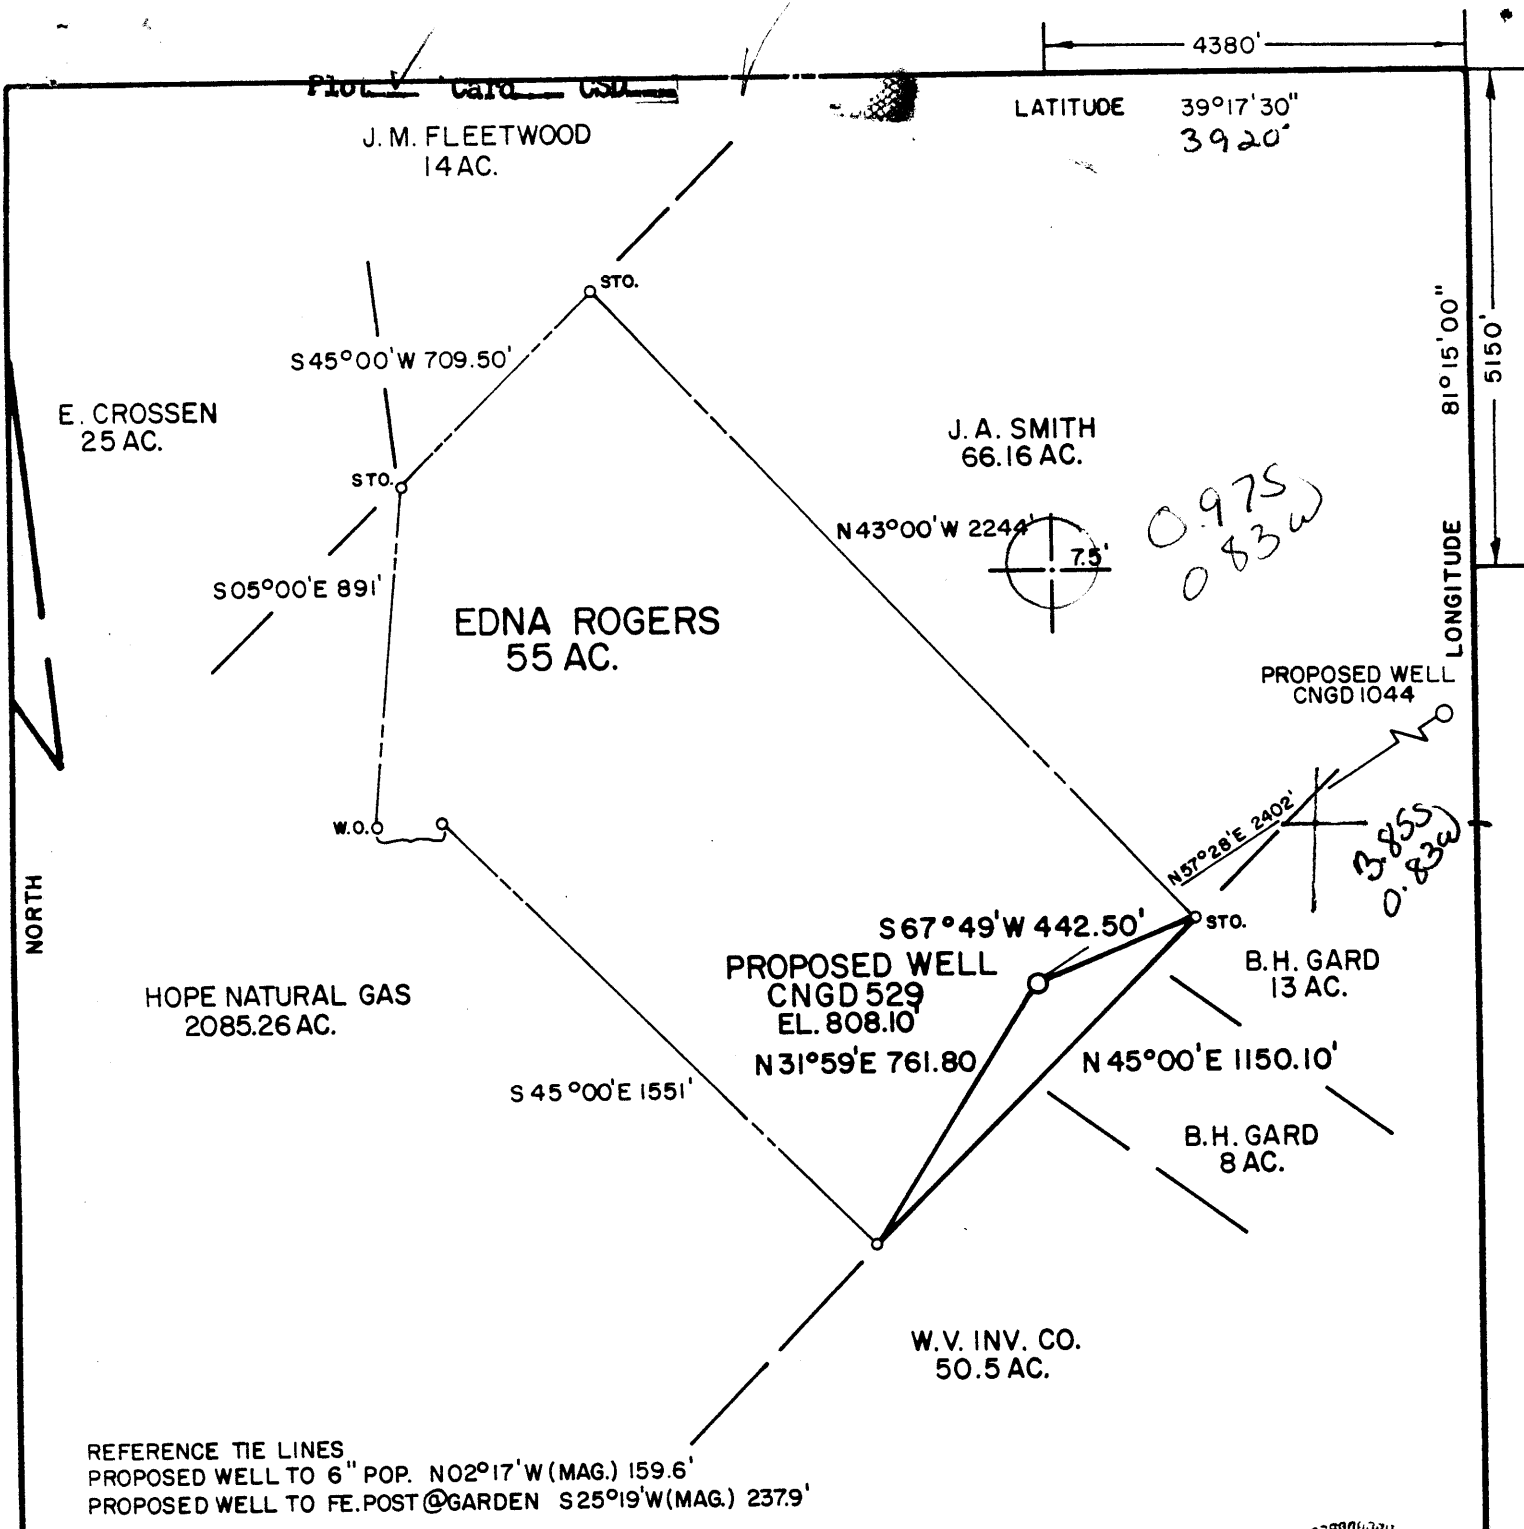 4380'
Plot Card CSD
LATITUDE 39°17'30"
3920'
J. M. FLEETWOOD
14 AC.
STO.
81°15'00"
5150'
S45°00'W 709.50'
E. CROSSEN
25 AC.
J. A. SMITH
66.16 AC.
STO.
0.97S
0 83 W
N43°00'W 2244'
7.5'
LONGITUDE
S05°00'E 891'
EDNA ROGERS
55 AC.
PROPOSED WELL
CNGD 1044
N57°28'E 2402'
W.O.
0.83W
NORTH
S67°49'W 442.50'
STO.
PROPOSED WELL
CNGD 529
EL. 808.10'
B.H. GARD
13 AC.
HOPE NATURAL GAS
2085.26 AC.
N31°59'E 761.80
N45°00'E 1150.10'
S45°00'E 1551'
B.H. GARD
8 AC.
W.V. INV. CO.
50.5 AC.
REFERENCE TIE LINES
PROPOSED WELL TO 6" POP. N02°17'W (MAG.) 159.6'
PROPOSED WELL TO FE. POST @ GARDEN S25°19'W (MAG.) 237.9'